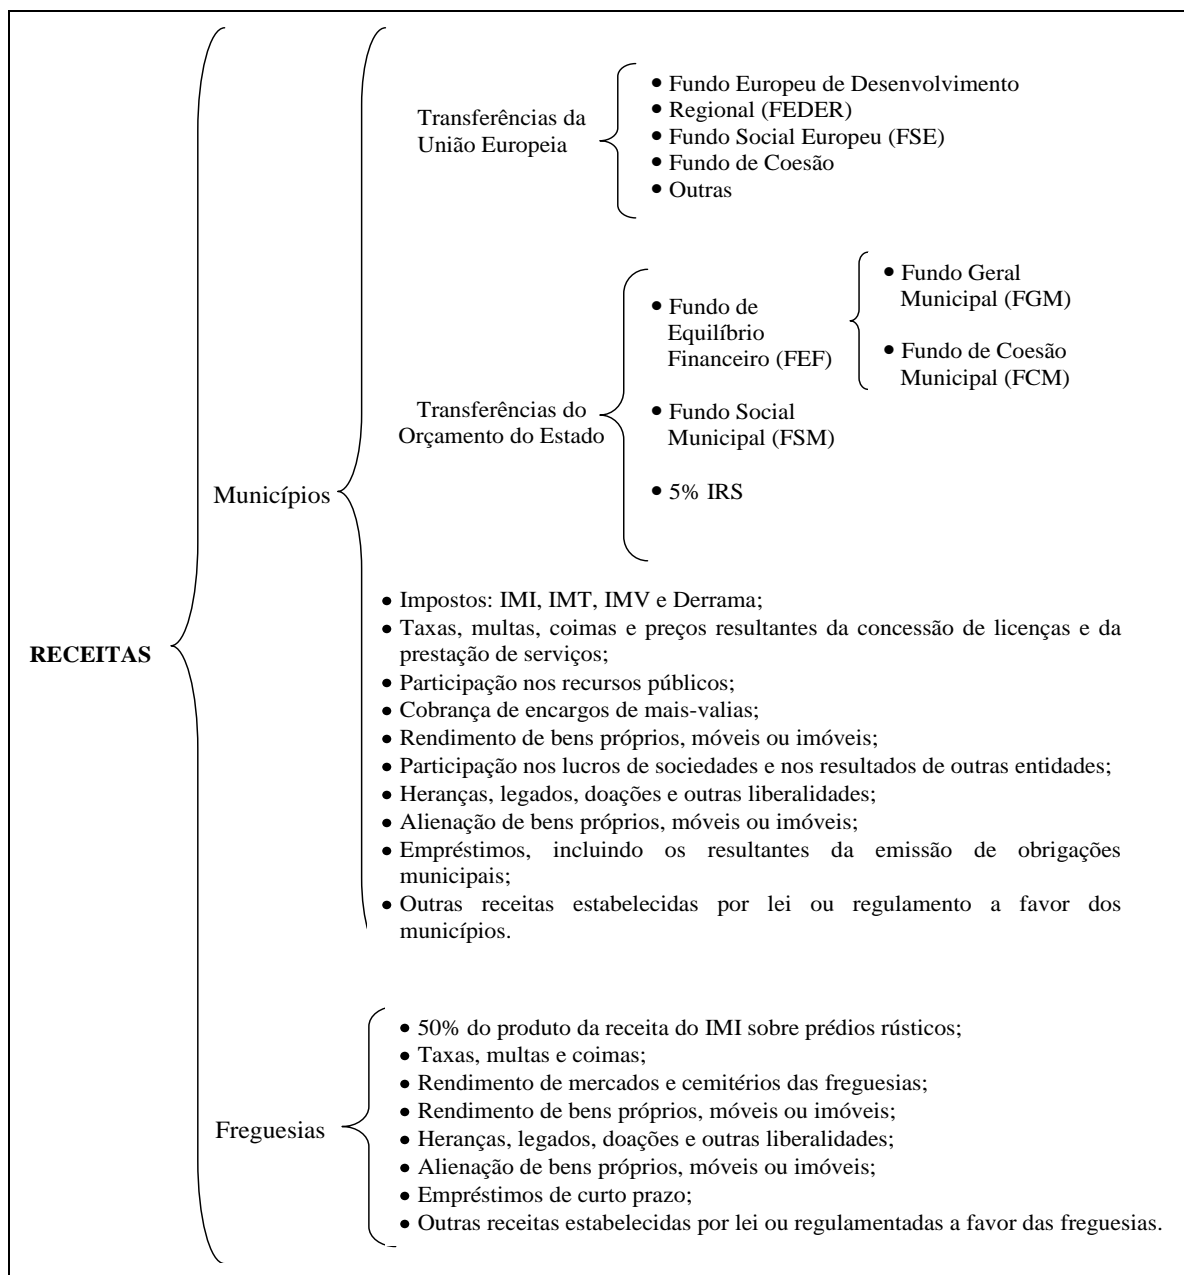 RECEITAS
Municípios
Transferências da
União Europeia
• Fundo Europeu de Desenvolvimento
• Regional (FEDER)
• Fundo Social Europeu (FSE)
• Fundo de Coesão
• Outras
Transferências do
Orçamento do Estado
• Fundo de
Equilíbrio
Financeiro (FEF)
• Fundo Geral
Municipal (FGM)
• Fundo de Coesão
Municipal (FCM)
• Fundo Social
Municipal (FSM)
• 5% IRS
• Impostos: IMI, IMT, IMV e Derrama;
• Taxas, multas, coimas e preços resultantes da concessão de licenças e da
prestação de serviços;
• Participação nos recursos públicos;
• Cobrança de encargos de mais-valias;
• Rendimento de bens próprios, móveis ou imóveis;
• Participação nos lucros de sociedades e nos resultados de outras entidades;
• Heranças, legados, doações e outras liberalidades;
• Alienação de bens próprios, móveis ou imóveis;
• Empréstimos, incluindo os resultantes da emissão de obrigações
municipais;
• Outras receitas estabelecidas por lei ou regulamento a favor dos
municípios.
Freguesias
• 50% do produto da receita do IMI sobre prédios rústicos;
• Taxas, multas e coimas;
• Rendimento de mercados e cemitérios das freguesias;
• Rendimento de bens próprios, móveis ou imóveis;
• Heranças, legados, doações e outras liberalidades;
• Alienação de bens próprios, móveis ou imóveis;
• Empréstimos de curto prazo;
• Outras receitas estabelecidas por lei ou regulamentadas a favor das freguesias.